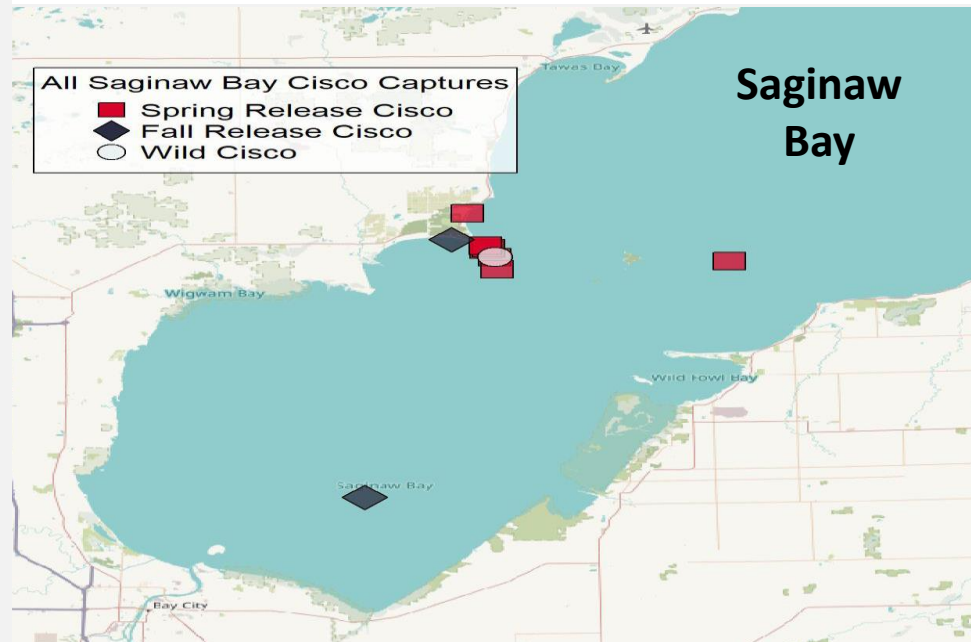 Tawas Bay
Saginaw
Bay
All Saginaw Bay Cisco Captures
Spring Release Cisco
Fall Release Cisco
Wild Cisco
Wigwam Bay
Wild Fowl Bay
Saginaw Bay
Bay City